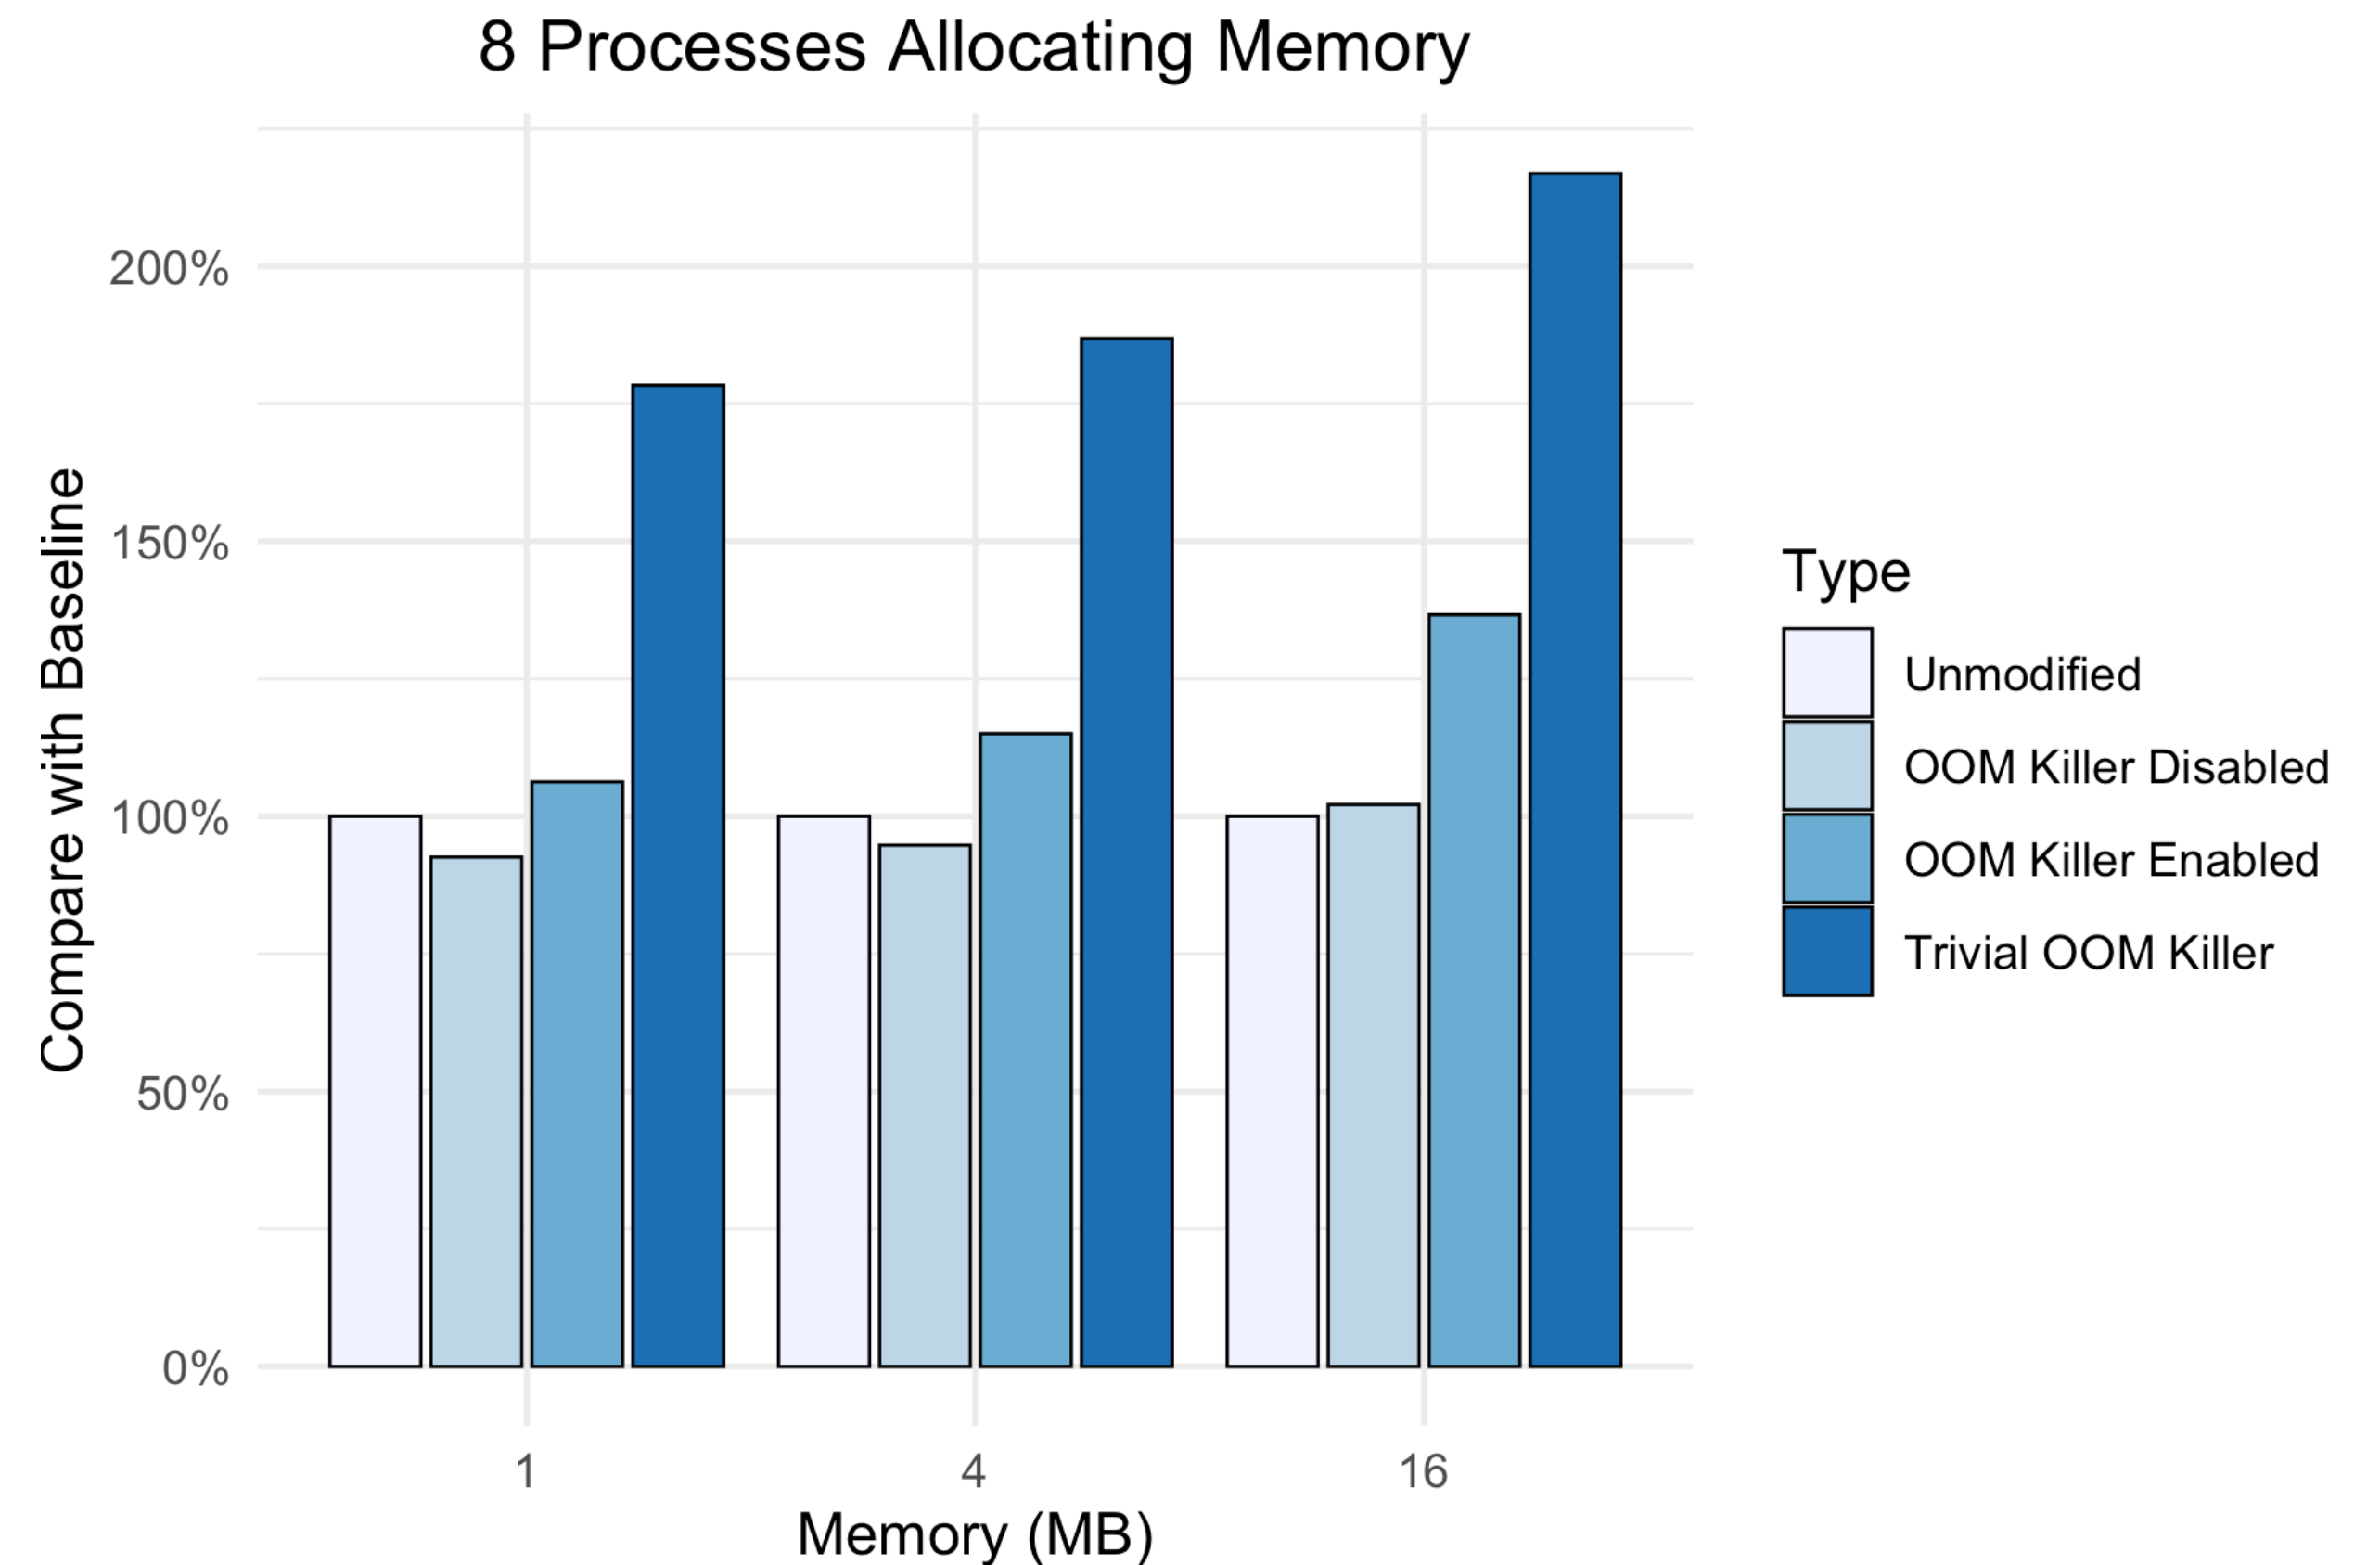 8 Processes Allocating Memory
Compare with Baseline
200%
150%
100%
50%
0%
1 4 16
Memory (MB)
Type
Unmodified
OOM Killer Disabled
OOM Killer Enabled
Trivial OOM Killer